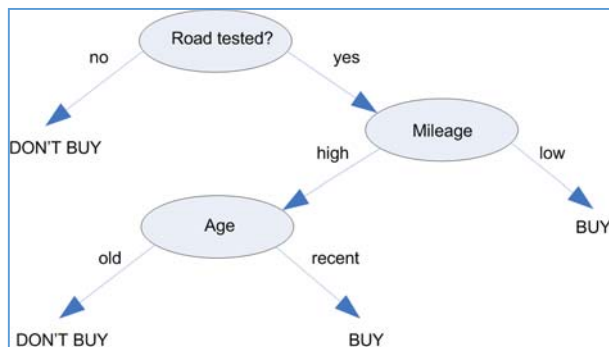 Road tested?
no
yes
DON'T BUY
Mileage
high
low
Age
BUY
old
recent
DON'T BUY
BUY